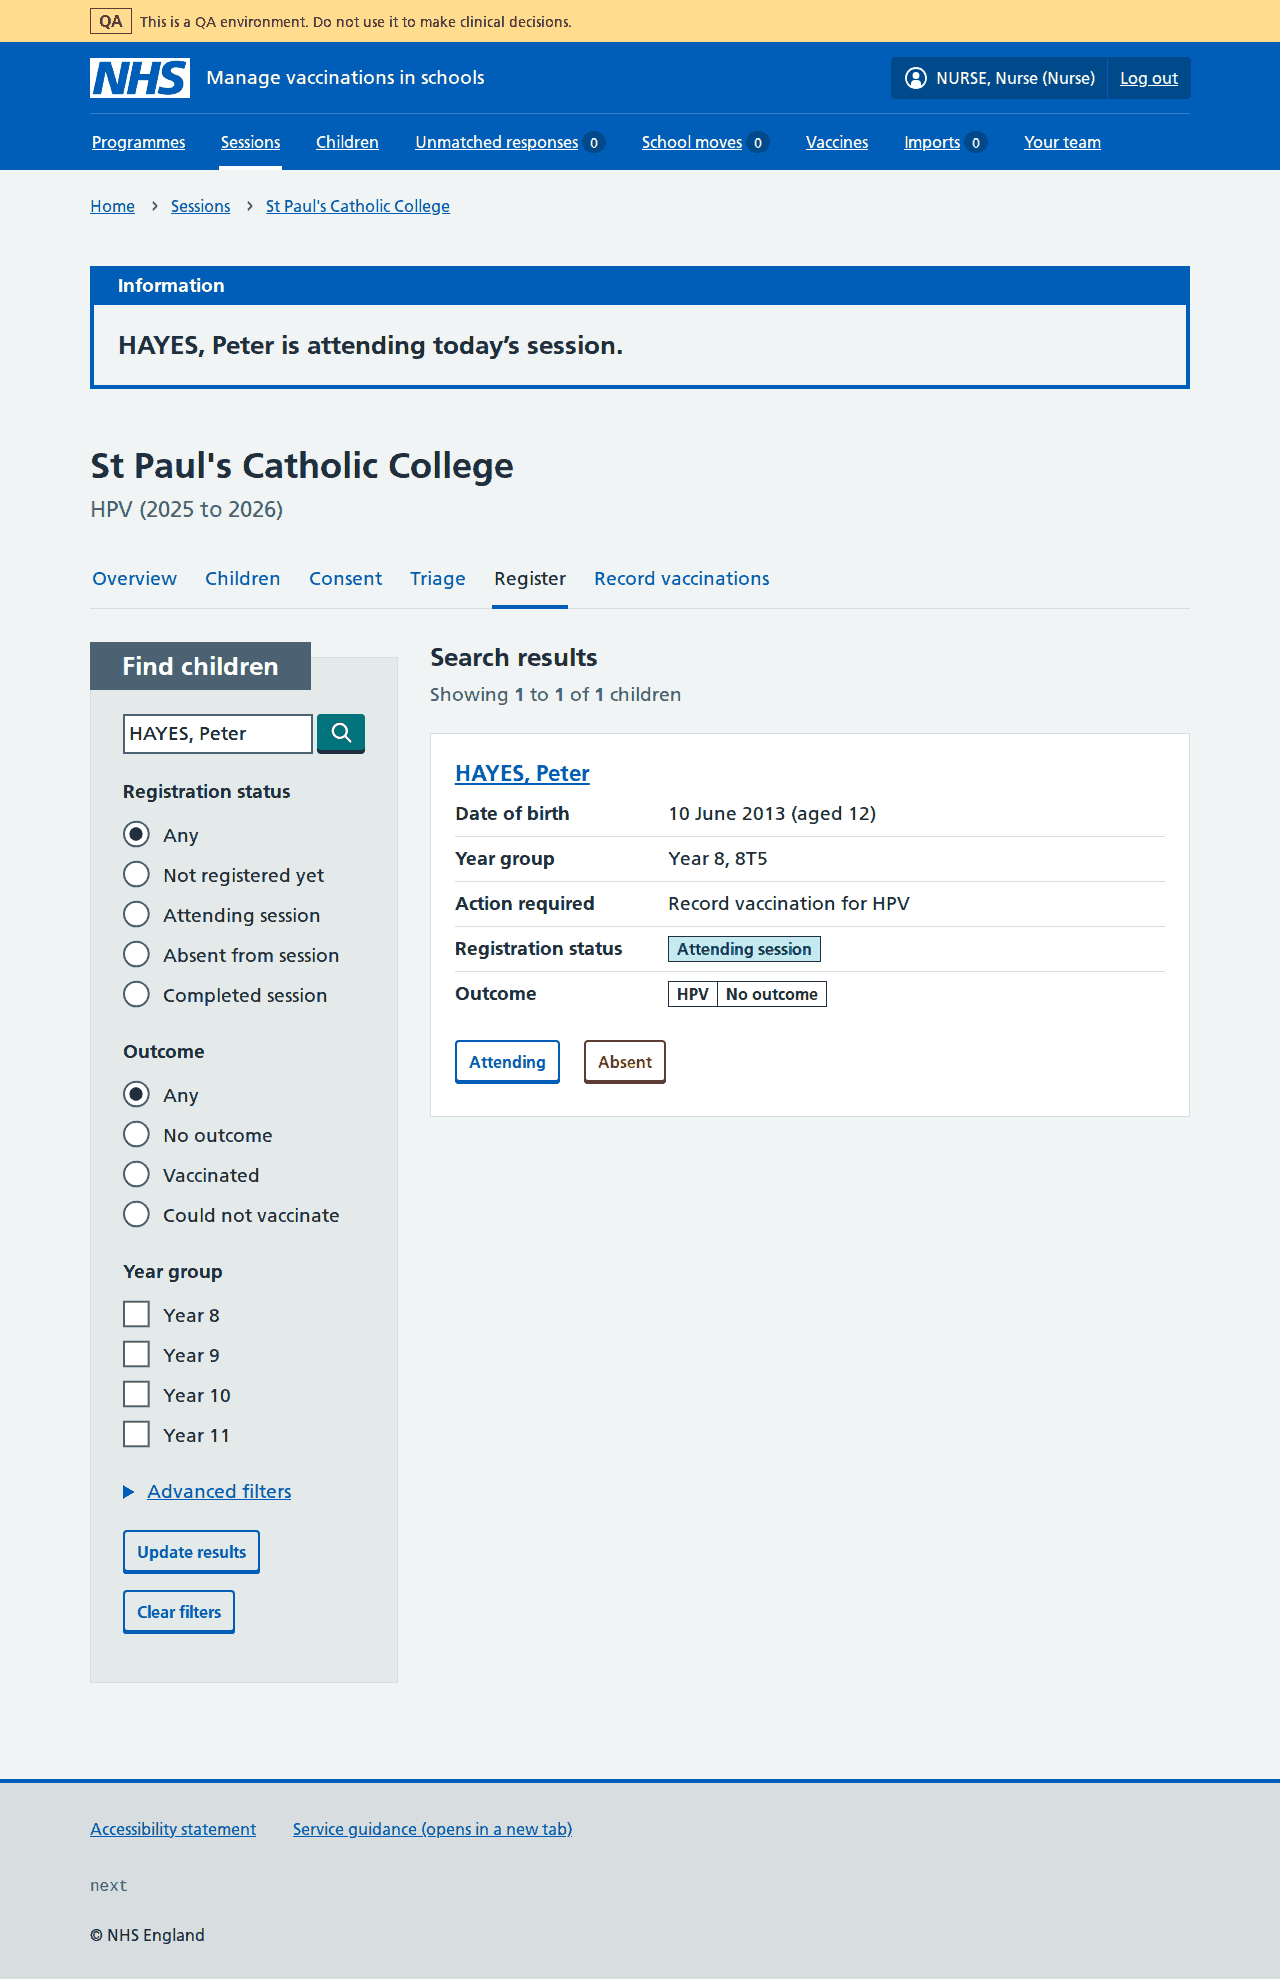 QA This is a QA environment. Do not use it to make clinical decisions.
NHS Manage vaccinations in schools NURSE, Nurse (Nurse) Log out
Programmes Sessions Children Unmatched responses 0 School moves 0 Vaccines Imports 0 Your team
Home Sessions St Paul's Catholic College
Information
HAYES, Peter is attending today’s session.
St Paul's Catholic College
HPV (2025 to 2026)
Overview Children Consent Triage Register Record vaccinations
Find children
HAYES, Peter
Registration status
Any
Not registered yet
Attending session
Absent from session
Completed session
Outcome
Any
No outcome
Vaccinated
Could not vaccinate
Year group
Year 8
Year 9
Year 10
Year 11
Advanced filters
Update results
Clear filters
Search results
Showing 1 to 1 of 1 children
HAYES, Peter
Date of birth 10 June 2013 (aged 12)
Year group Year 8, 8T5
Action required Record vaccination for HPV
Registration status Attending session
Outcome HPV No outcome
Attending Absent
Accessibility statement Service guidance (opens in a new tab)
next
© NHS England